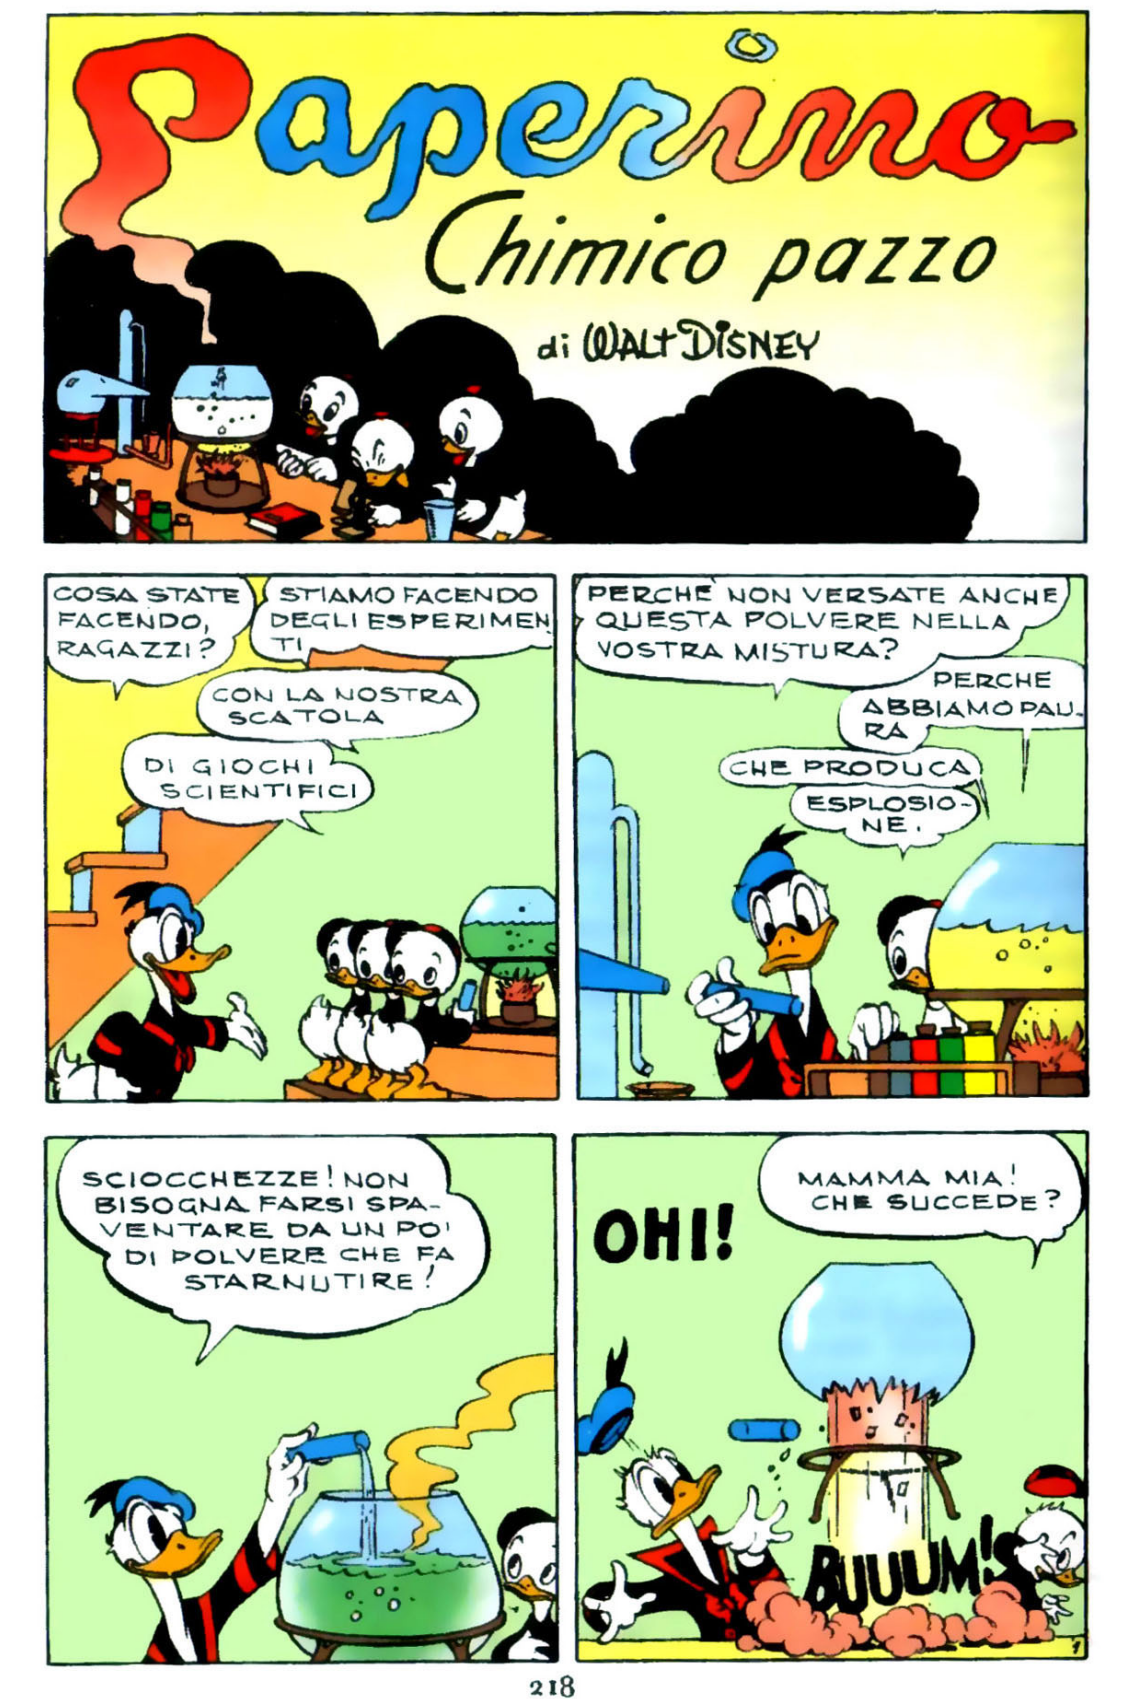 Paperino
Chimico pazzo
di WALT DISNEY
COSA STATE
FACENDO,
RAGAZZI?
STIAMO FACENDO
DEGLI ESPERIMEN
TI
CON LA NOSTRA
SCATOLA
DI GIOCHI
SCIENTIFICI
PERCHÈ NON VERSATE ANCHE
QUESTA POLVERE NELLA
VOSTRA MISTURA?
PERCHE
ABBIAMO PAU-
RA
CHE PRODUCA
ESPLOSIO-
NE.
SCIOCCHEZZE! NON
BISOGNA FARSI SPA-
VENTARE DA UN PO'
DI POLVERE CHE FA
STARNUTIRE!
OHI!
MAMMA MIA!
CHE SUCCEDE?
BUUUM!
1
218